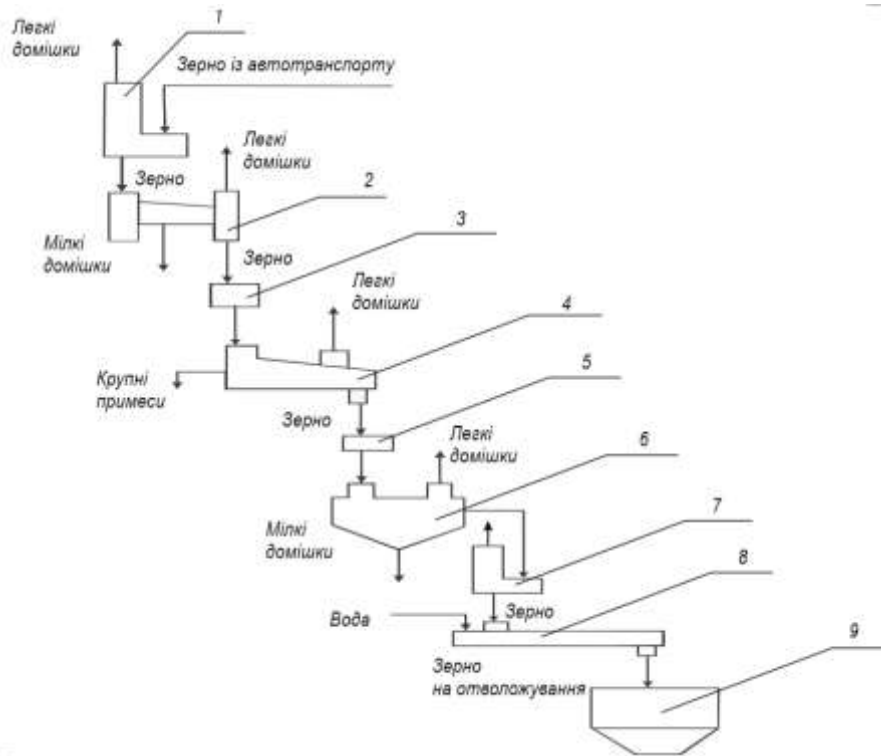 1
Легкі
домішки
Зерно із автотранспорту
Легкі
домішки
Зерно
2
Мілкі
домішки
3
Зерно
Легкі
домішки
4
Крупні
примеси
5
Зерно
Легкі
домішки
6
Мілкі
домішки
7
8
Вода
Зерно
9
Зерно
на отволожування